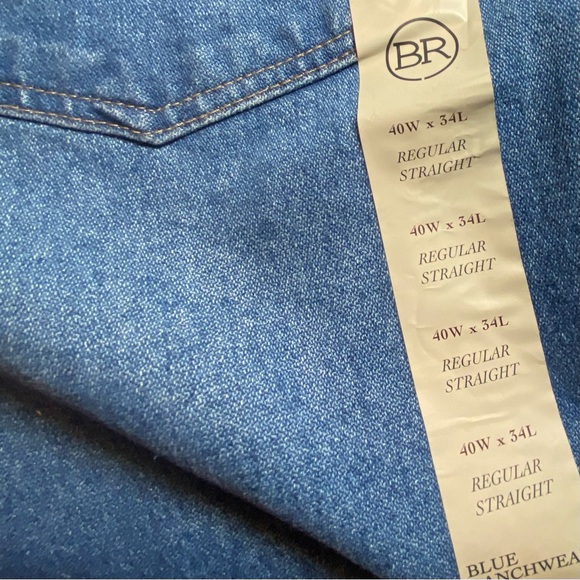 BR
40W x 34L
REGULAR
STRAIGHT
40W x 34L
REGULAR
STRAIGHT
40W x 34L
REGULAR
STRAIGHT
40W x 34L
REGULAR
STRAIGHT
BLUE